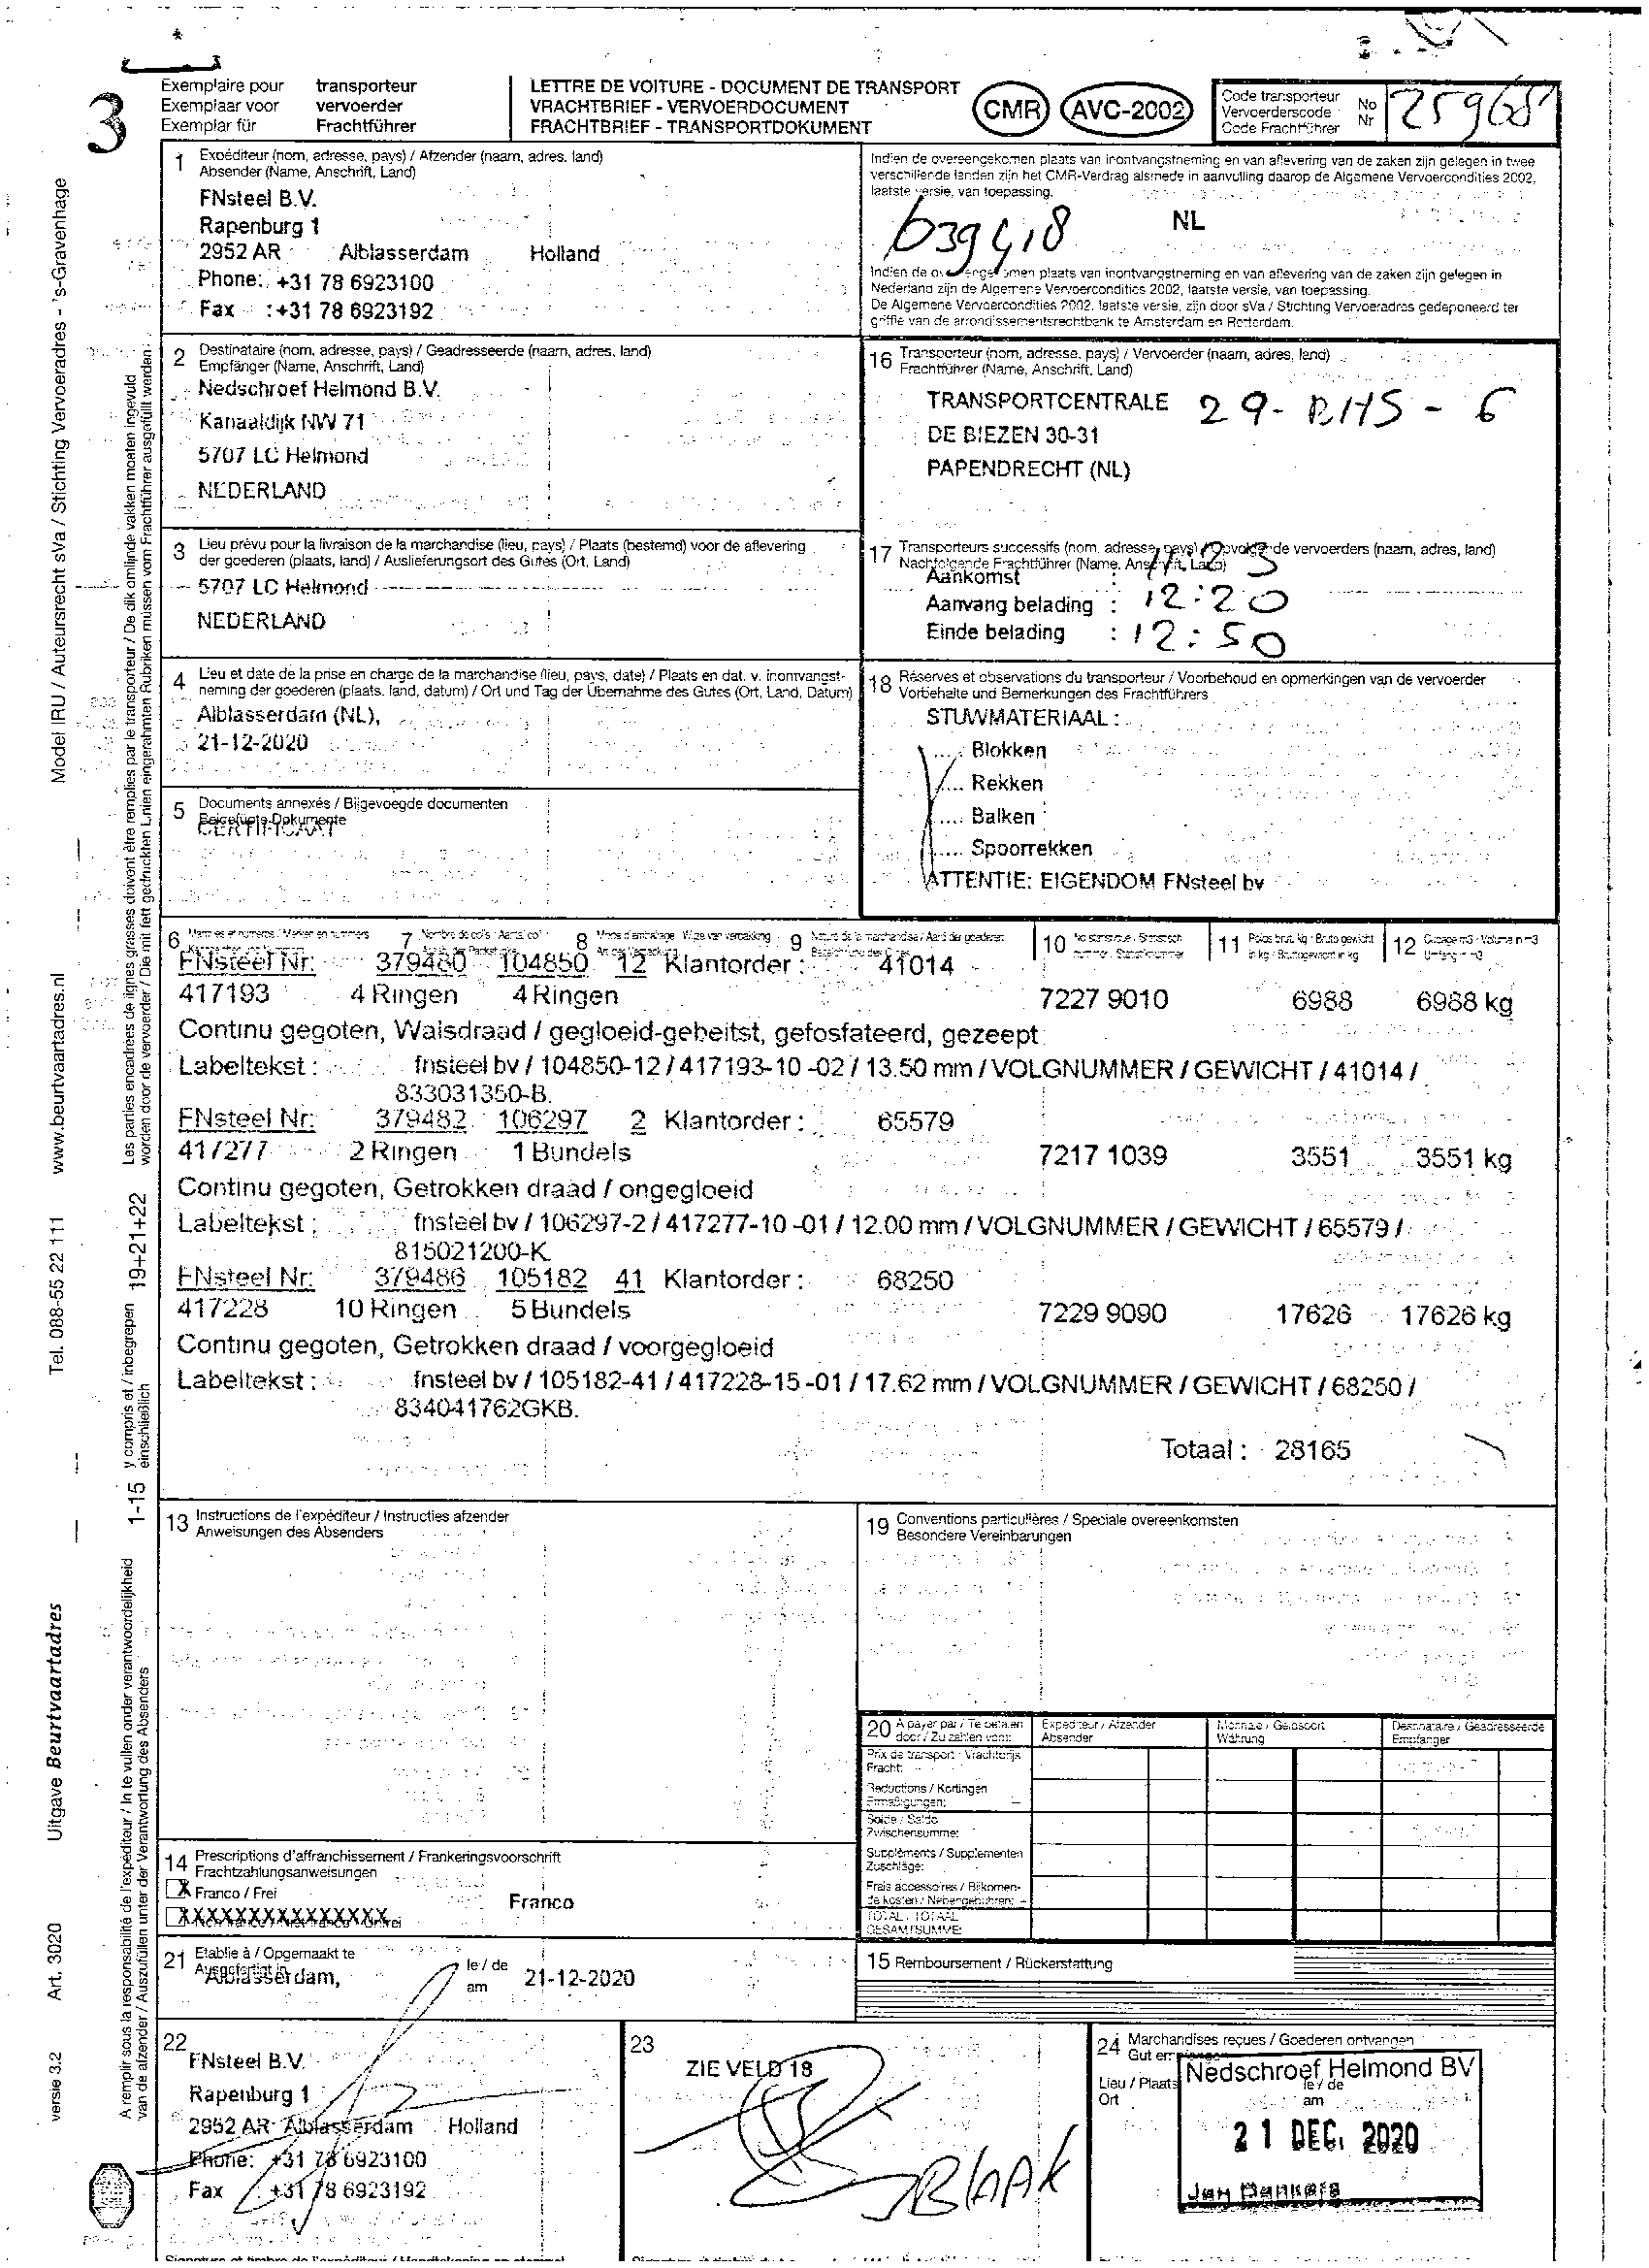 3
Exemplaire pour transporteur
Exemplaar voor vervoerder
Exemplar für Frachtführer
LETTRE DE VOITURE - DOCUMENT DE TRANSPORT
VRACHTBRIEF - VERVOERDOCUMENT
FRACHTBRIEF - TRANSPORTDOKUMENT
CMR AVC-2002
Code transporteur No
Vervoerderscode Nr
Code Frachtführer
25968
1 Expéditeur (nom, adresse, pays) / Afzender (naam, adres, land)
Absender (Name, Anschrift, Land)
FNsteel B.V.
Rapenburg 1
2952 AR Alblasserdam Holland
Phone: +31 78 6923100
Fax :+31 78 6923192
Indien de overeengekomen plaats van inontvangstneming en van aflevering van de zaken zijn gelegen in twee
verschillende landen zijn het CMR-Verdrag alsmede in aanvulling daarop de Algemene Vervoercondities 2002,
laatste versie, van toepassing.
639418 NL
Indien de overeengekomen plaats van inontvangstneming en van aflevering van de zaken zijn gelegen in
Nederland zijn de Algemene Vervoercondities 2002, laatste versie, van toepassing.
De Algemene Vervoercondities 2002, laatste versie, zijn door sVa / Stichting Vervoeradres gedeponeerd ter
griffie van de arrondissementsrechtbank te Amsterdam en Rotterdam.
2 Destinataire (nom, adresse, pays) / Geadresseerde (naam, adres, land)
Empfänger (Name, Anschrift, Land)
Nedschroef Helmond B.V.
Kanaaldijk NW 71
5707 LC Helmond
NEDERLAND
16 Transporteur (nom, adresse, pays) / Vervoerder (naam, adres, land)
Frachtführer (Name, Anschrift, Land)
TRANSPORTCENTRALE 29-BHS-6
DE BIEZEN 30-31
PAPENDRECHT (NL)
3 Lieu prévu pour la livraison de la marchandise (lieu, pays) / Plaats (bestemd) voor de aflevering
der goederen (plaats, land) / Auslieferungsort des Gutes (Ort, Land)
5707 LC Helmond
NEDERLAND
17 Transporteurs successifs (nom, adresse, pays) / Opvolgende vervoerders (naam, adres, land)
Nachfolgende Frachtführer (Name, Anschrift, Land)
Aankomst : 11:23
Aanvang belading : 12:20
Einde belading : 12:50
4 Lieu et date de la prise en charge de la marchandise (lieu, pays, date) / Plaats en dat. v. inontvangst-
neming der goederen (plaats, land, datum) / Ort und Tag der Übernahme des Gutes (Ort, Land, Datum)
Alblasserdam (NL),
21-12-2020
18 Réserves et observations du transporteur / Voorbehoud en opmerkingen van de vervoerder
Vorbehalte und Bemerkungen des Frachtführers
STUWMATERIAAL :
.... Blokken
.... Rekken
.... Balken
.... Spoorrekken
ATTENTIE: EIGENDOM FNsteel bv
5 Documents annexés / Bijgevoegde documenten
Beigefügte Dokumente
CERTIFICAAT
6 Marques et numéros / Merken en nummers 7 Nombre de colis / Aantal colli 8 Mode d'emballage / Wijze van verpakking 9 Nature de la marchandise / Aard der goederen
10 No statistique / Statistisch nummer 11 Poids brut, kg / Bruto gewicht in kg / Bruttogewicht in kg 12 Cubage m3 / Volume in m3
FNsteel Nr: 379480 104850 12 Klantorder : 41014
417193 4 Ringen 4 Ringen 7227 9010 6988 6988 kg
Continu gegoten, Walsdraad / gegloeid-gebeitst, gefosfateerd, gezeept
Labeltekst : fnsteel bv / 104850-12 / 417193-10 -02 / 13.50 mm / VOLGNUMMER / GEWICHT / 41014 /
833031350-B.
FNsteel Nr: 379482 106297 2 Klantorder : 65579
417277 2 Ringen 1 Bundels 7217 1039 3551 3551 kg
Continu gegoten, Getrokken draad / ongegloeid
Labeltekst : fnsteel bv / 106297-2 / 417277-10 -01 / 12.00 mm / VOLGNUMMER / GEWICHT / 65579 /
815021200-K
FNsteel Nr: 379486 105182 41 Klantorder : 68250
417228 10 Ringen 5 Bundels 7229 9090 17626 17626 kg
Continu gegoten, Getrokken draad / voorgegloeid
Labeltekst : fnsteel bv / 105182-41 / 417228-15 -01 / 17.62 mm / VOLGNUMMER / GEWICHT / 68250 /
834041762GKB.
Totaal : 28165
13 Instructions de l'expéditeur / Instructies afzender
Anweisungen des Absenders
19 Conventions particulières / Speciale overeenkomsten
Besondere Vereinbarungen
20 A payer par / Te betalen door / Zu zahlen vom: Expéditeur / Afzender Absender Monnaie / Geldsoort Währung Destinataire / Geadresseerde Empfänger
Prix de transport / Vrachtprijs
Fracht:
Reductions / Kortingen
Ermäßigungen: –
Solde / Saldo
Zwischensumme:
Suppléments / Supplementen
Zuschläge:
Frais accessoires / Bijkomen-
de kosten / Nebengebühren:
TOTAL / TOTAAL
GESAMTSUMME:
14 Prescriptions d'affranchissement / Frankeringsvoorschrift
Frachtzahlungsanweisungen
X Franco / Frei Franco
XXXXXXXXXXXXXXX
21 Etablie à / Opgemaakt te
Ausgefertigt in
Alblasserdam, le / de
am 21-12-2020
15 Remboursement / Rückerstattung
22
FNsteel B.V.
Rapenburg 1
2952 AR Alblasserdam Holland
Phone: +31 78 6923100
Fax : +31 78 6923192
23
ZIE VELD 18
BLAAK
24 Marchandises reçues / Goederen ontvangen
Lieu / Plaats
Ort
le / de
am
Nedschroef Helmond BV
21 DEC. 2020
Model IRU / Auteursrecht sVa / Stichting Vervoeradres - 's-Gravenhage
www.beurtvaartadres.nl
Tel. 088-55 22 111
Uitgave Beurtvaartadres
Art. 3020
versie 3.2
Les parties encadrées de lignes grasses doivent être remplies par le transporteur / De dik omlijnde vakken moeten ingevuld
worden door de vervoerder / Die mit fett gedruckten Linien eingerahmten Rubriken müssen vom Frachtführer ausgefüllt werden:
19+21+22
y compris et / inbegrepen
einschließlich
1-15
A remplir sous la responsabilité de l'expéditeur / In te vullen onder verantwoordelijkheid
van de afzender / Auszufüllen unter der Verantwortung des Absenders